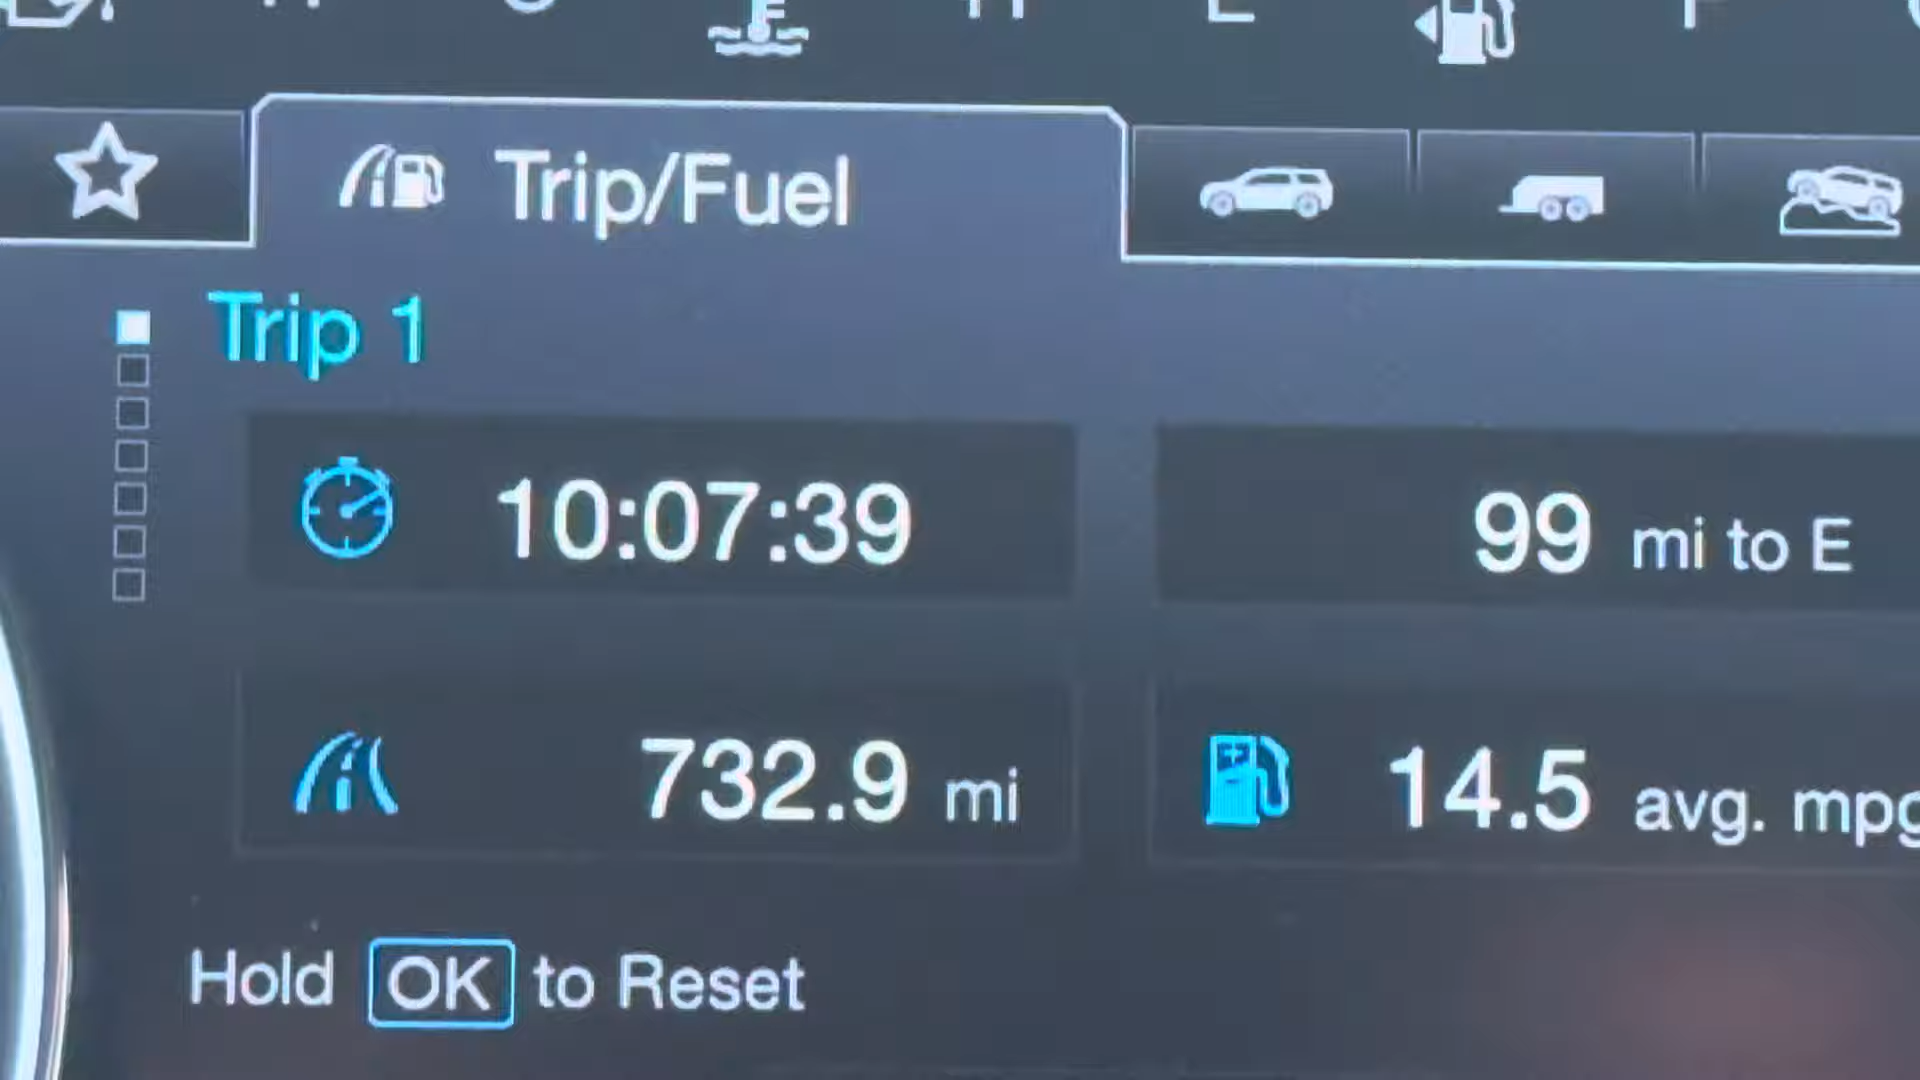 Trip/Fuel
Trip 1
10:07:39
99 mi to E
732.9 mi
14.5 avg. mpg
Hold OK to Reset